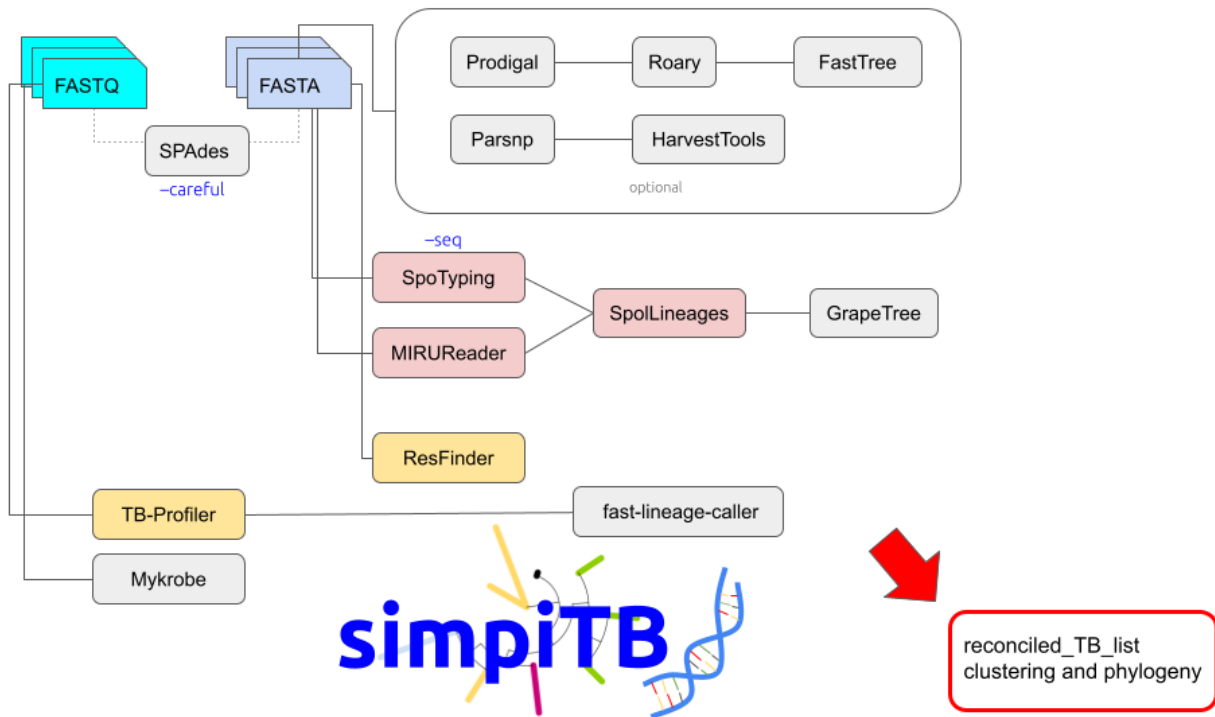 FASTQ
FASTA
SPAdes
–careful
Prodigal
Roary
FastTree
Parsnp
HarvestTools
optional
–seq
SpoTyping
SpolLineages
GrapeTree
MIRUReader
ResFinder
TB-Profiler
fast-lineage-caller
Mykrobe
simpiTB
reconciled_TB_list
clustering and phylogeny